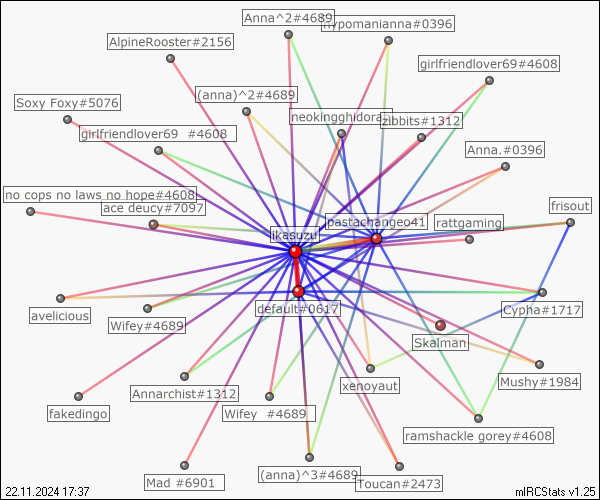 Anna^2#4689
hypomanianna#0396
AlpineRooster#2156
girlfriendlover69#4608
(anna)^2#4689
Soxy Foxy#5076
neokingghidorah
zibbits#1312
girlfriendlover69 #4608
Anna.#0396
no cops no laws no hope#4608
ace deucy#7097
frisout
pastachange041
rattgaming
ikasuzu
default#0617
Cypha#1717
avelicious
Wifey#4689
Skalman
xenoyaut
Mushy#1984
Annarchist#1312
fakedingo
Wifey #4689
ramshackle gorey#4608
(anna)^3#4689
Mad #6901
Toucan#2473
22.11.2024 17:37
mIRCStats v1.25